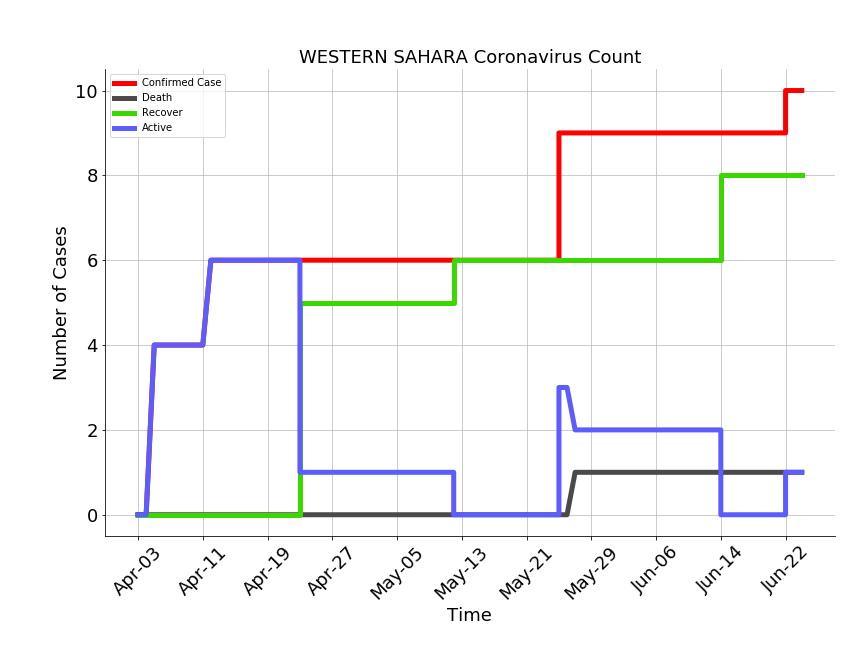 WESTERN SAHARA Coronavirus Count
Confirmed Case
Death
Recover
Active
10
8
6
4
2
0
Number of Cases
Apr-03
Apr-11
Apr-19
Apr-27
May-05
May-13
May-21
May-29
Jun-06
Jun-14
Jun-22
Time